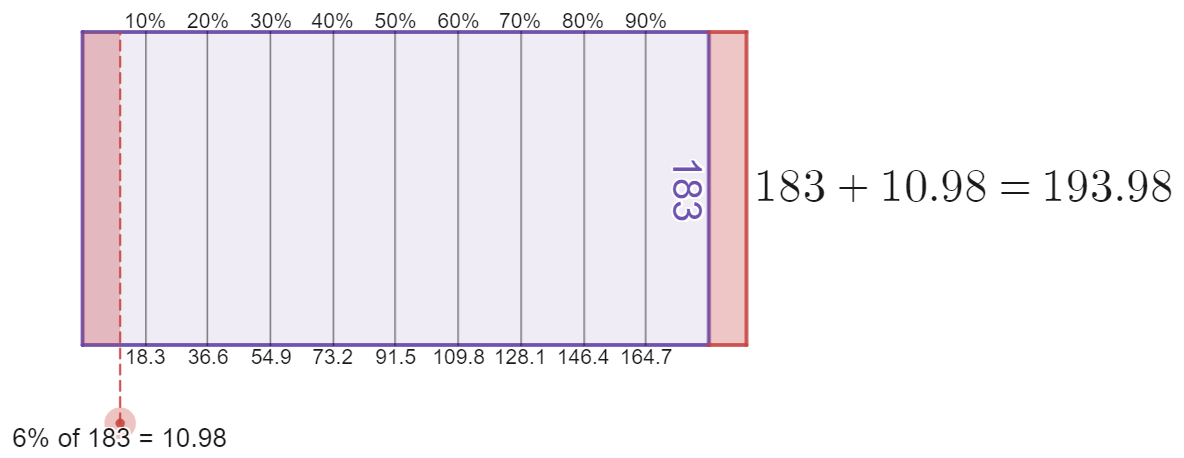 10% 20% 30% 40% 50% 60% 70% 80% 90%
183
183 + 10.98 = 193.98
18.3 36.6 54.9 73.2 91.5 109.8 128.1 146.4 164.7
6% of 183 = 10.98